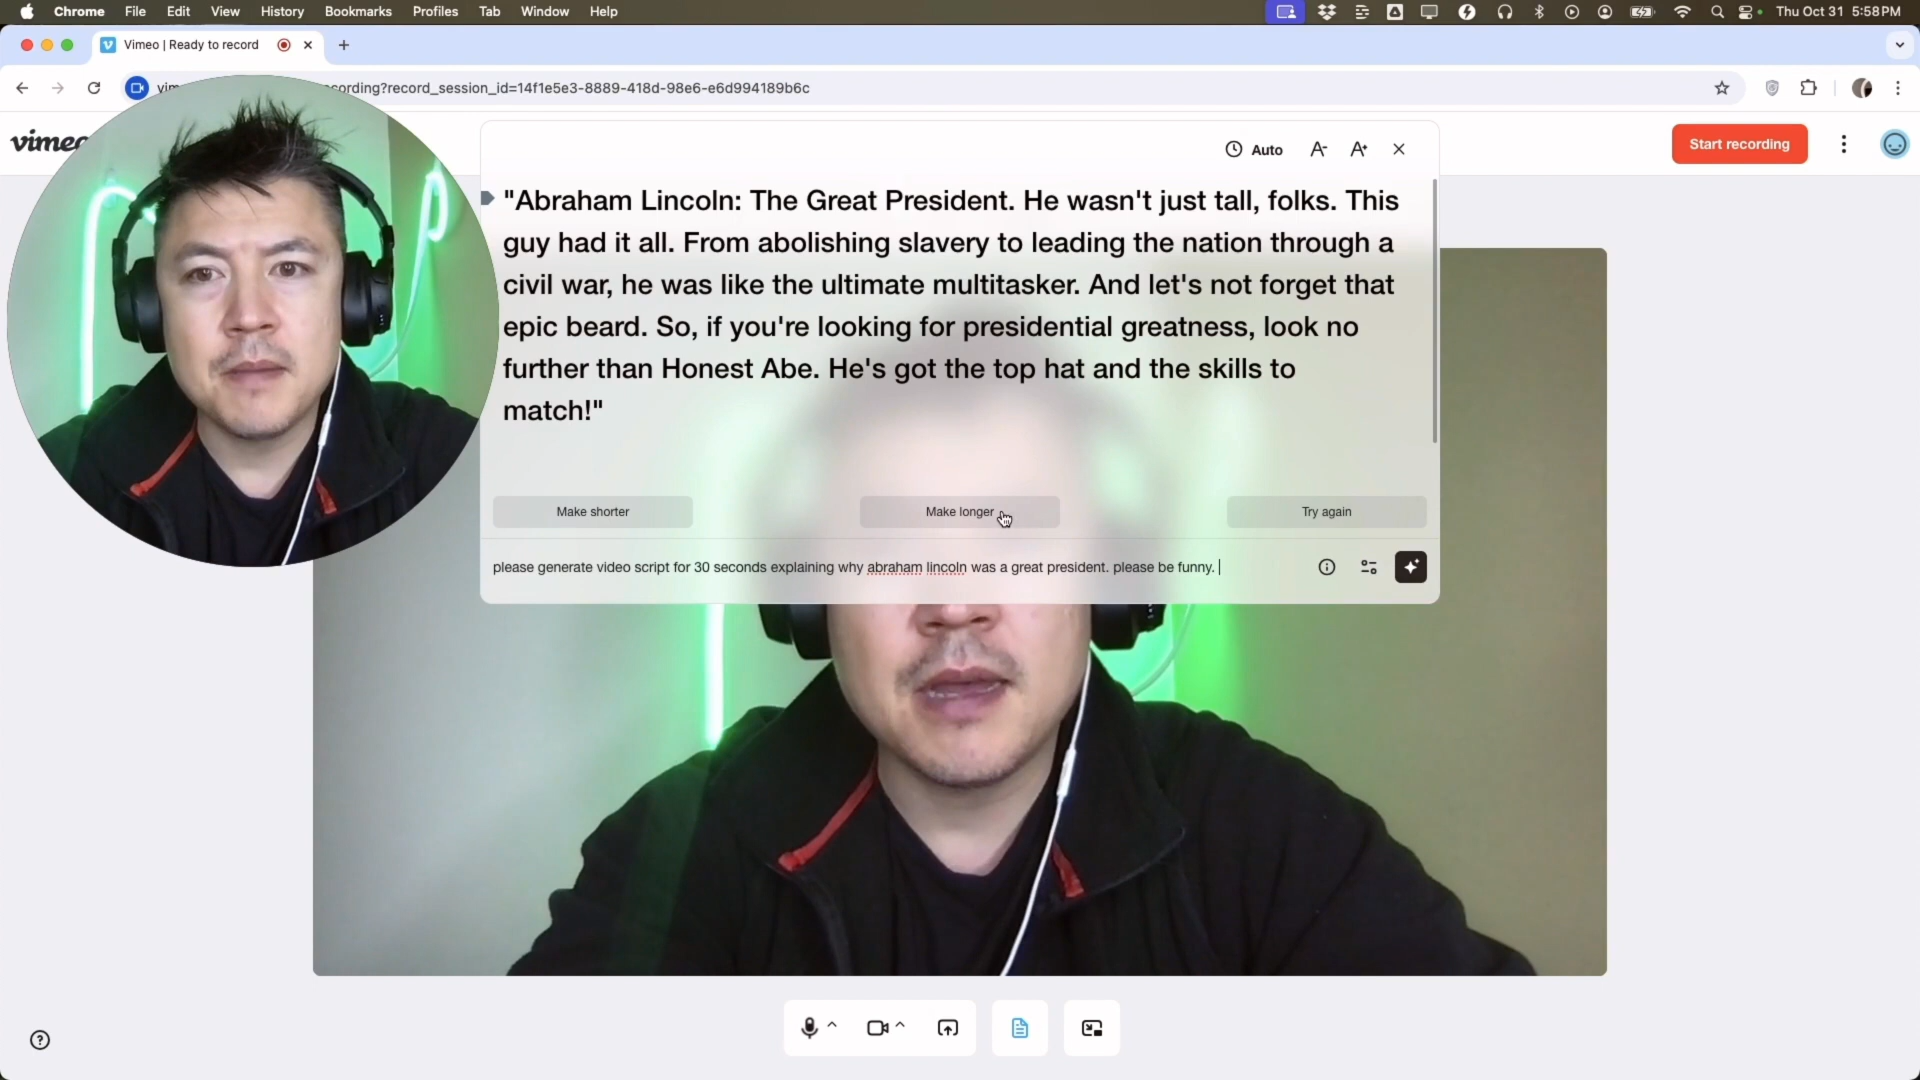 Chrome File Edit View History Bookmarks Profiles Tab Window Help Thu Oct 31 5:58 PM
Vimeo | Ready to record
cording?record_session_id=14f1e5e3-8889-418d-98e6-e6d994189b6c
vimeo
Auto A- A+
Start recording
"Abraham Lincoln: The Great President. He wasn't just tall, folks. This
guy had it all. From abolishing slavery to leading the nation through a
civil war, he was like the ultimate multitasker. And let's not forget that
epic beard. So, if you're looking for presidential greatness, look no
further than Honest Abe. He's got the top hat and the skills to
match!"
Make shorter Make longer Try again
please generate video script for 30 seconds explaining why abraham lincoln was a great president. please be funny.